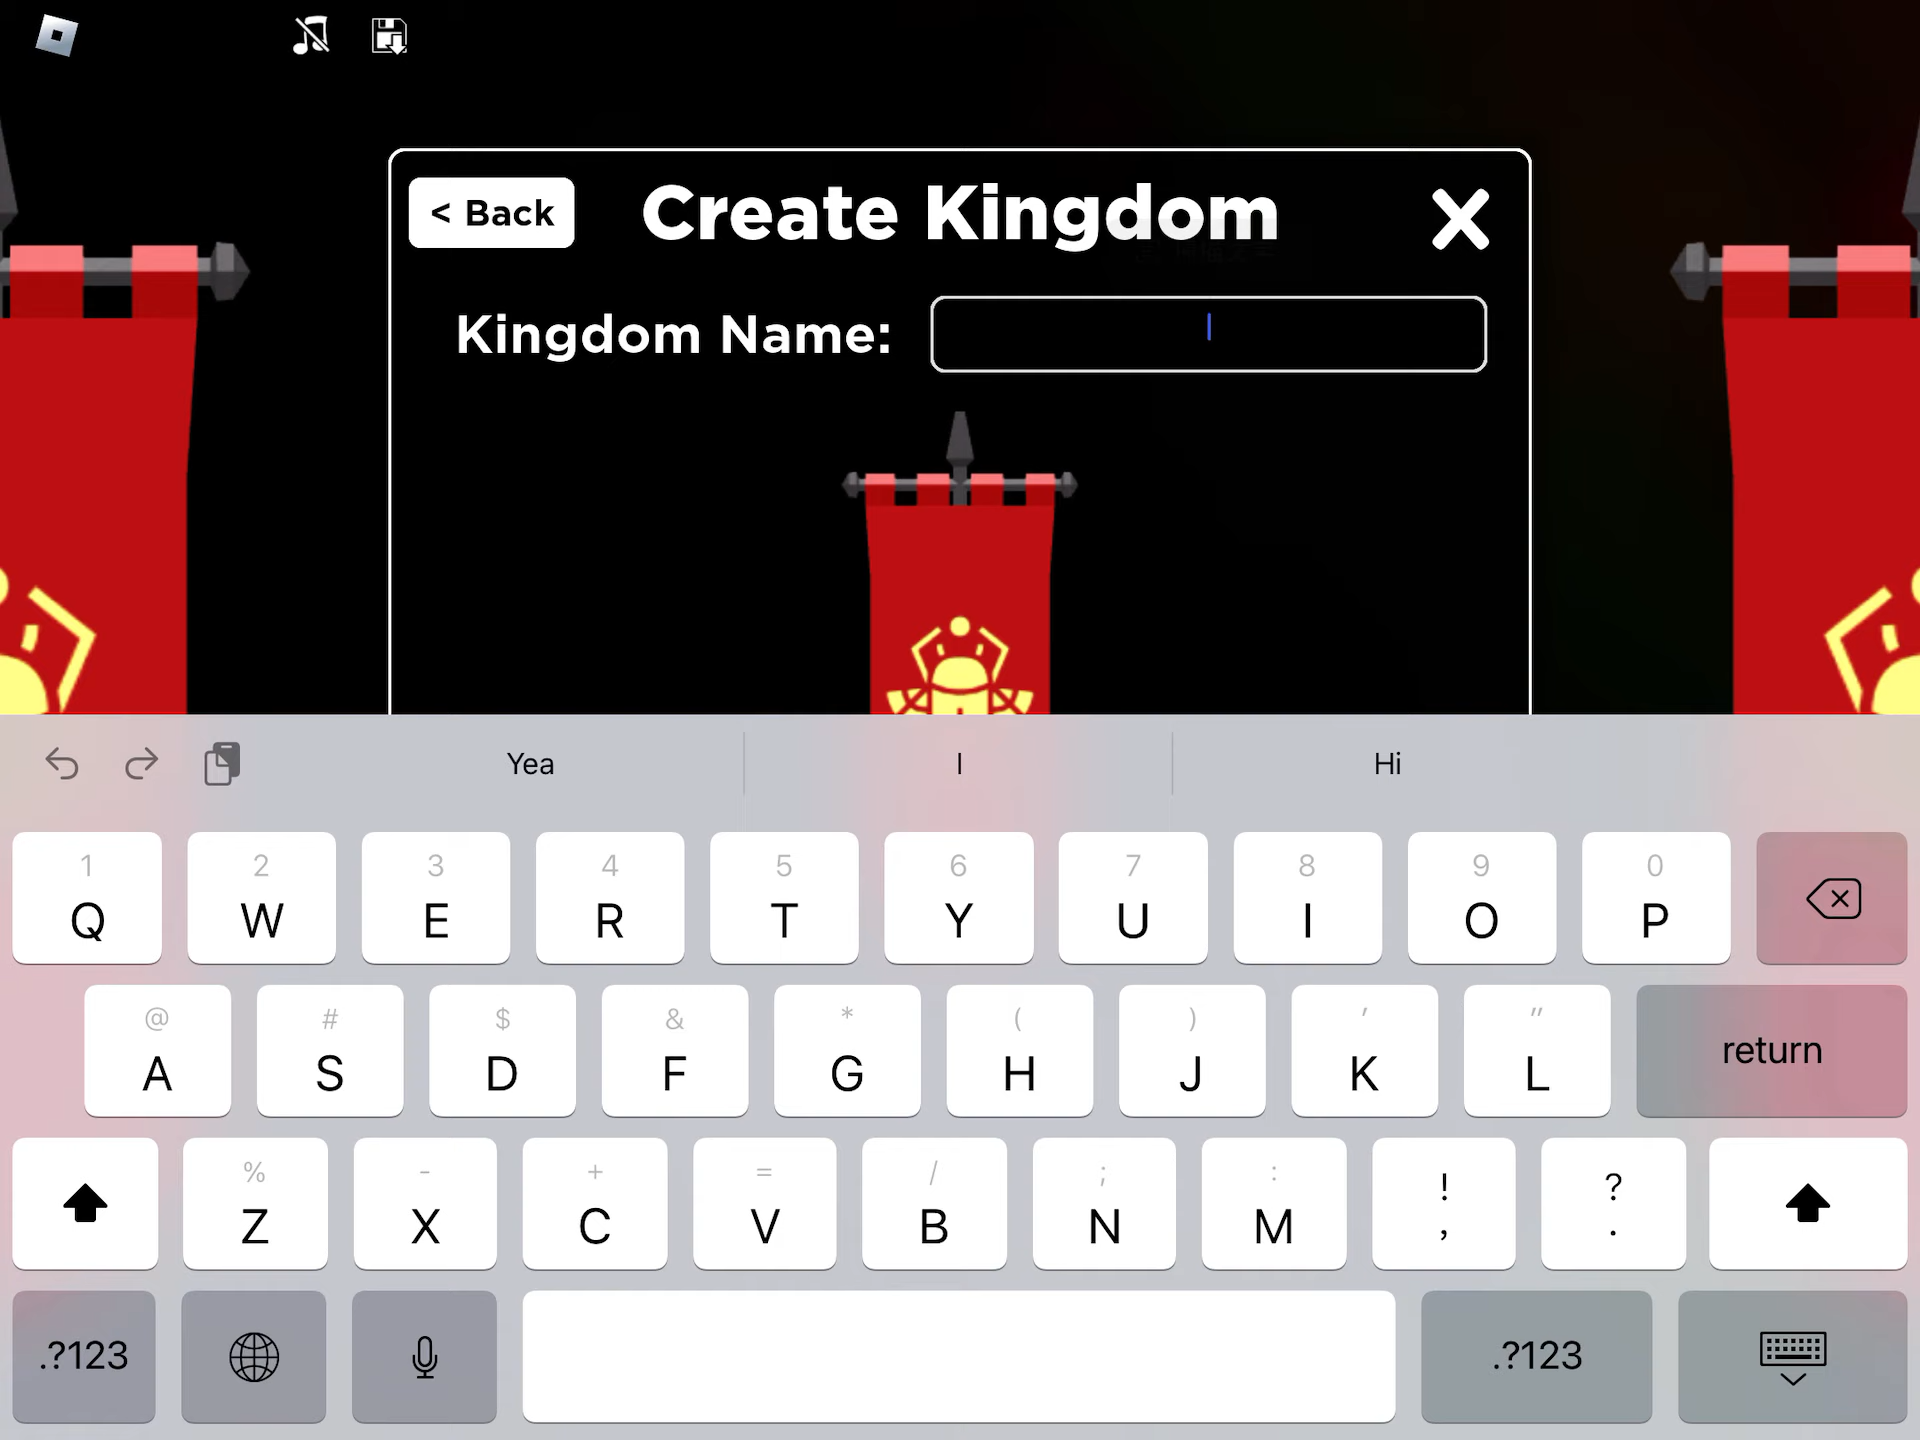 < Back
Create Kingdom
Kingdom Name:
Yea
I
Hi
1 2 3 4 5 6 7 8 9 0
Q W E R T Y U I O P
@ # $ & * ( ) ' "
A S D F G H J K L
return
% - + = / ; : ! ?
Z X C V B N M , .
.?123
.?123